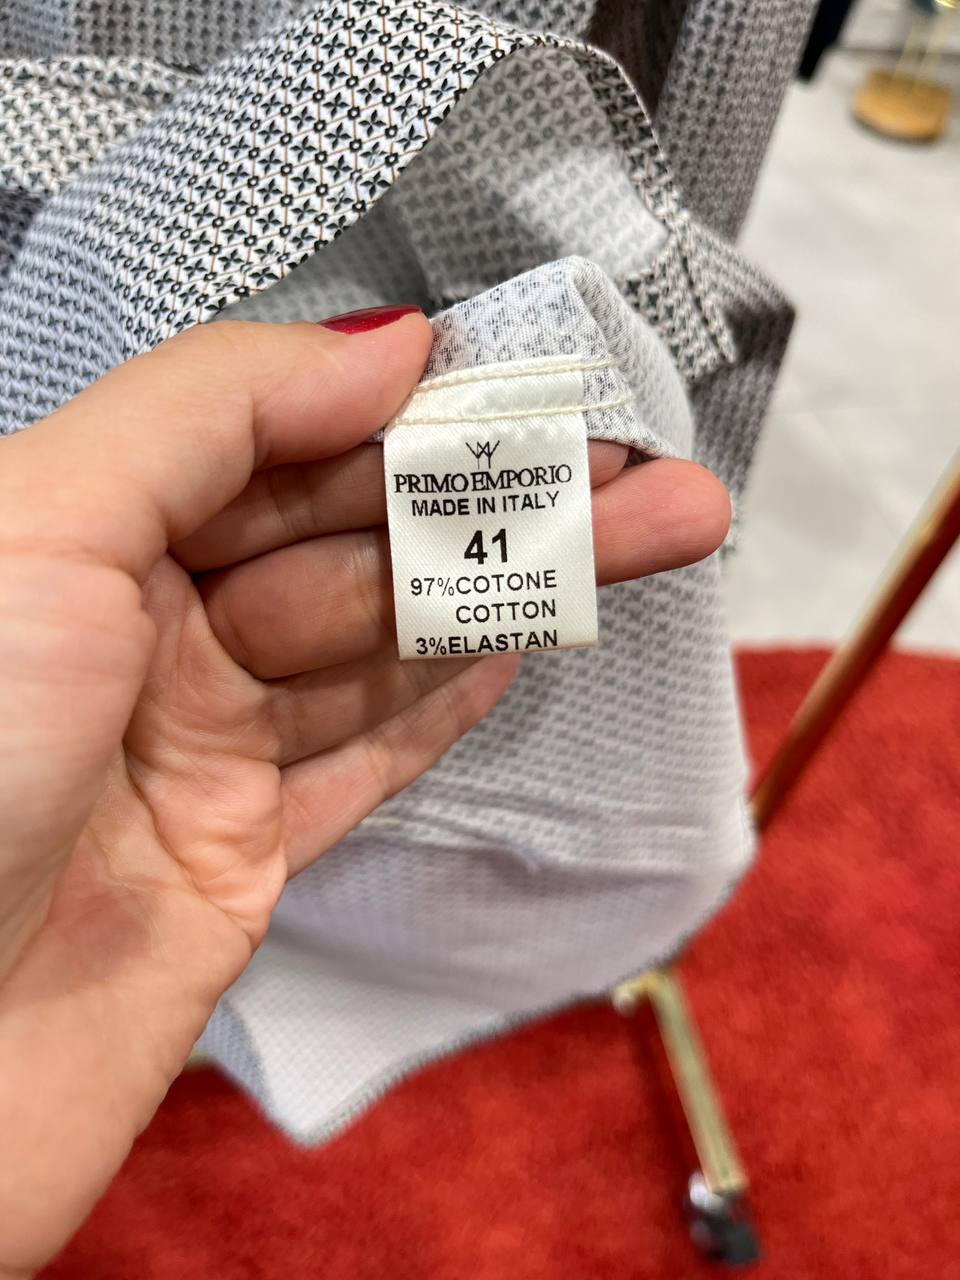 PRIMO EMPORIO
MADE IN ITALY
41
97%COTONE
COTTON
3%ELASTAN